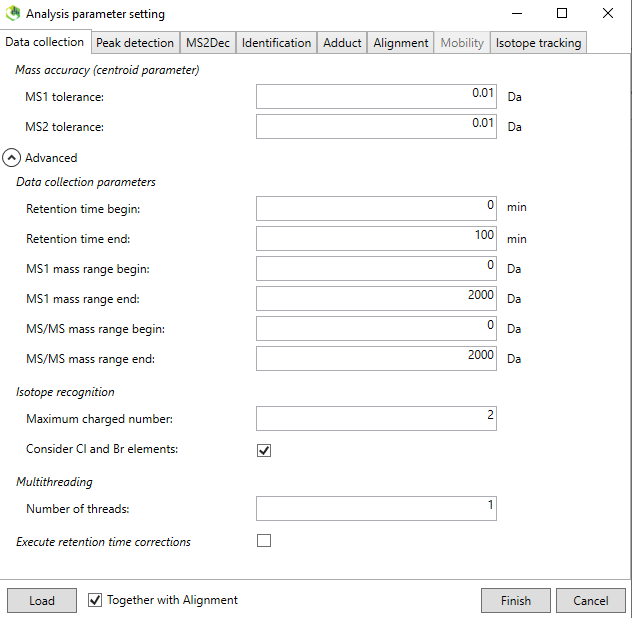 Analysis parameter setting
Data collection Peak detection MS2Dec Identification Adduct Alignment Mobility Isotope tracking
Mass accuracy (centroid parameter)
MS1 tolerance: 0.01 Da
MS2 tolerance: 0.01 Da
Advanced
Data collection parameters
Retention time begin: 0 min
Retention time end: 100 min
MS1 mass range begin: 0 Da
MS1 mass range end: 2000 Da
MS/MS mass range begin: 0 Da
MS/MS mass range end: 2000 Da
Isotope recognition
Maximum charged number: 2
Consider Cl and Br elements:
Multithreading
Number of threads: 1
Execute retention time corrections
Load Together with Alignment Finish Cancel